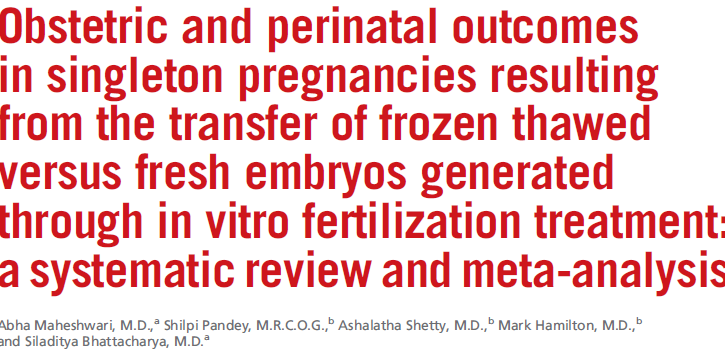 Obstetric and perinatal outcomes
in singleton pregnancies resulting
from the transfer of frozen thawed
versus fresh embryos generated
through in vitro fertilization treatment:
a systematic review and meta-analysis
Abha Maheshwari, M.D.,ᵃ Shilpi Pandey, M.R.C.O.G.,ᵇ Ashalatha Shetty, M.D.,ᵇ Mark Hamilton, M.D.,ᵇ
and Siladitya Bhattacharya, M.D.ᵃ